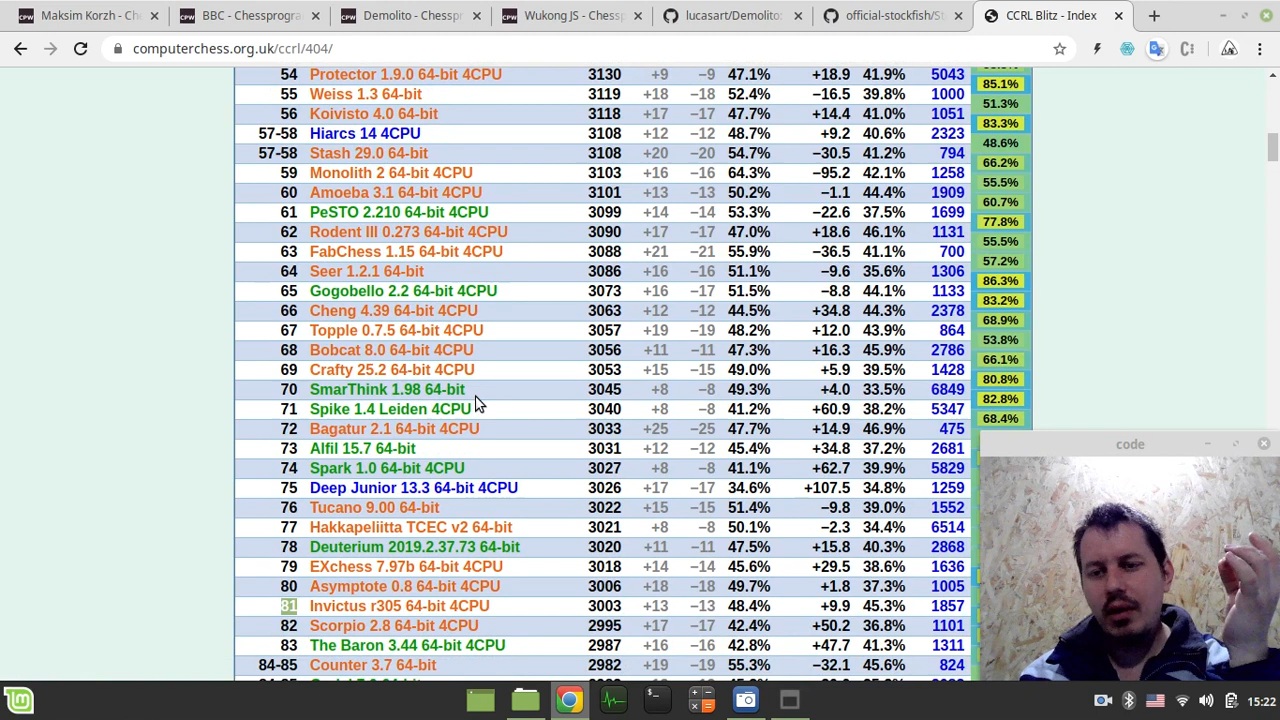 Maksim Korzh - Che
BBC - Chessprogra
Demolito - Chesspr
Wukong JS - Chessp
lucasart/Demolito:
official-stockfish/St
CCRL Blitz - Index
computerchess.org.uk/ccrl/404/
54 Protector 1.9.0 64-bit 4CPU 3130 +9 −9 47.1% +18.9 41.9% 5043
85.1%
55 Weiss 1.3 64-bit 3119 +18 −18 52.4% −16.5 39.8% 1000
51.3%
56 Koivisto 4.0 64-bit 3118 +17 −17 47.7% +14.4 41.0% 1051
83.3%
57-58 Hiarcs 14 4CPU 3108 +12 −12 48.7% +9.2 40.6% 2323
48.6%
57-58 Stash 29.0 64-bit 3108 +20 −20 54.7% −30.5 41.2% 794
66.2%
59 Monolith 2 64-bit 4CPU 3103 +16 −16 64.3% −95.2 42.1% 1258
55.5%
60 Amoeba 3.1 64-bit 4CPU 3101 +13 −13 50.2% −1.1 44.4% 1909
60.7%
61 PeSTO 2.210 64-bit 4CPU 3099 +14 −14 53.3% −22.6 37.5% 1699
77.8%
62 Rodent III 0.273 64-bit 4CPU 3090 +17 −17 47.0% +18.6 46.1% 1131
55.5%
63 FabChess 1.15 64-bit 4CPU 3088 +21 −21 55.9% −36.5 41.1% 700
57.2%
64 Seer 1.2.1 64-bit 3086 +16 −16 51.1% −9.6 35.6% 1306
86.3%
65 Gogobello 2.2 64-bit 4CPU 3073 +16 −17 51.5% −8.8 44.1% 1133
83.2%
66 Cheng 4.39 64-bit 4CPU 3063 +12 −12 44.5% +34.8 44.3% 2378
68.9%
67 Topple 0.7.5 64-bit 4CPU 3057 +19 −19 48.2% +12.0 43.9% 864
53.8%
68 Bobcat 8.0 64-bit 4CPU 3056 +11 −11 47.3% +16.3 45.9% 2786
66.1%
69 Crafty 25.2 64-bit 4CPU 3053 +15 −15 49.0% +5.9 39.5% 1428
80.8%
70 SmarThink 1.98 64-bit 3045 +8 −8 49.3% +4.0 33.5% 6849
82.8%
71 Spike 1.4 Leiden 4CPU 3040 +8 −8 41.2% +60.9 38.2% 5347
68.4%
72 Bagatur 2.1 64-bit 4CPU 3033 +25 −25 47.7% +14.9 46.9% 475
73 Alfil 15.7 64-bit 3031 +12 −12 45.4% +34.8 37.2% 2681
code
74 Spark 1.0 64-bit 4CPU 3027 +8 −8 41.1% +62.7 39.9% 5829
75 Deep Junior 13.3 64-bit 4CPU 3026 +17 −17 34.6% +107.5 34.8% 1259
76 Tucano 9.00 64-bit 4CPU 3022 +15 −15 51.4% −9.8 39.0% 1552
77 Hakkapeliitta TCEC v2 64-bit 3021 +8 −8 50.1% −2.3 34.4% 6514
78 Deuterium 2019.2.37.73 64-bit 3020 +11 −11 47.5% +15.8 40.3% 2868
79 EXchess 7.97b 64-bit 4CPU 3018 +14 −14 45.6% +29.5 38.6% 1636
80 Asymptote 0.8 64-bit 4CPU 3006 +18 −18 49.7% +1.8 37.3% 1005
81 Invictus r305 64-bit 4CPU 3003 +13 −13 48.4% +9.9 45.3% 1857
82 Scorpio 2.8 64-bit 4CPU 2995 +17 −17 42.4% +50.2 36.8% 1101
83 The Baron 3.44 64-bit 4CPU 2987 +16 −16 42.8% +47.7 41.3% 1311
84-85 Counter 3.7 64-bit 2982 +19 −19 55.3% −32.1 45.6% 824
15:22